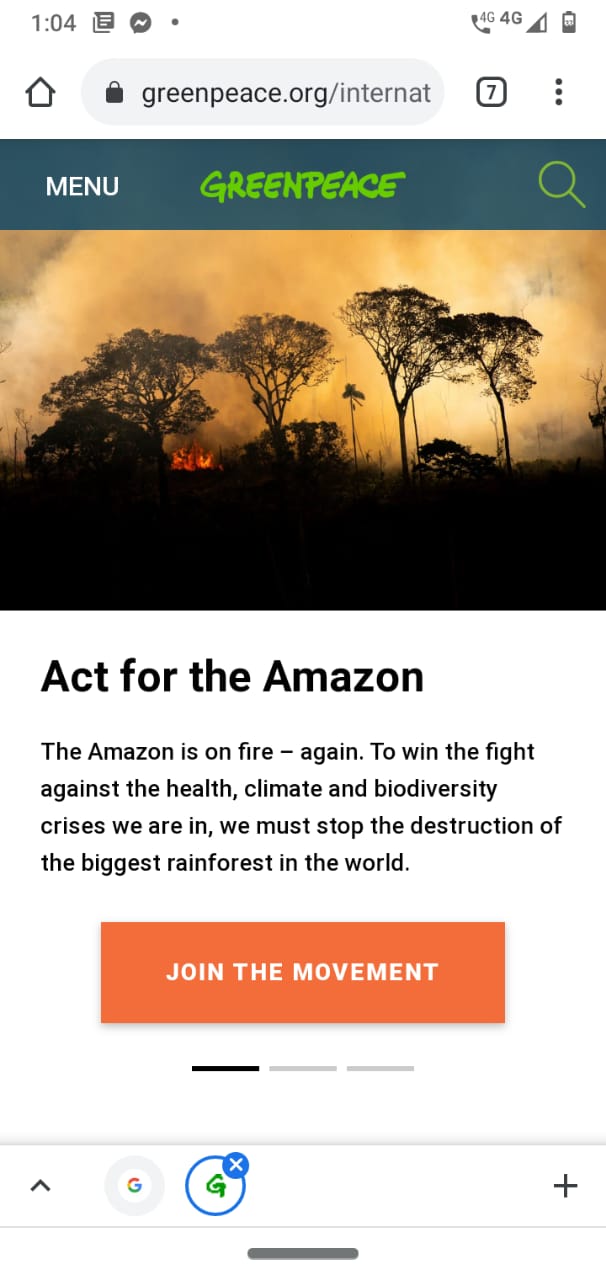 1:04 4G 4G
greenpeace.org/internat 7
MENU GREENPEACE
Act for the Amazon
The Amazon is on fire – again. To win the fight
against the health, climate and biodiversity
crises we are in, we must stop the destruction of
the biggest rainforest in the world.
JOIN THE MOVEMENT
G G